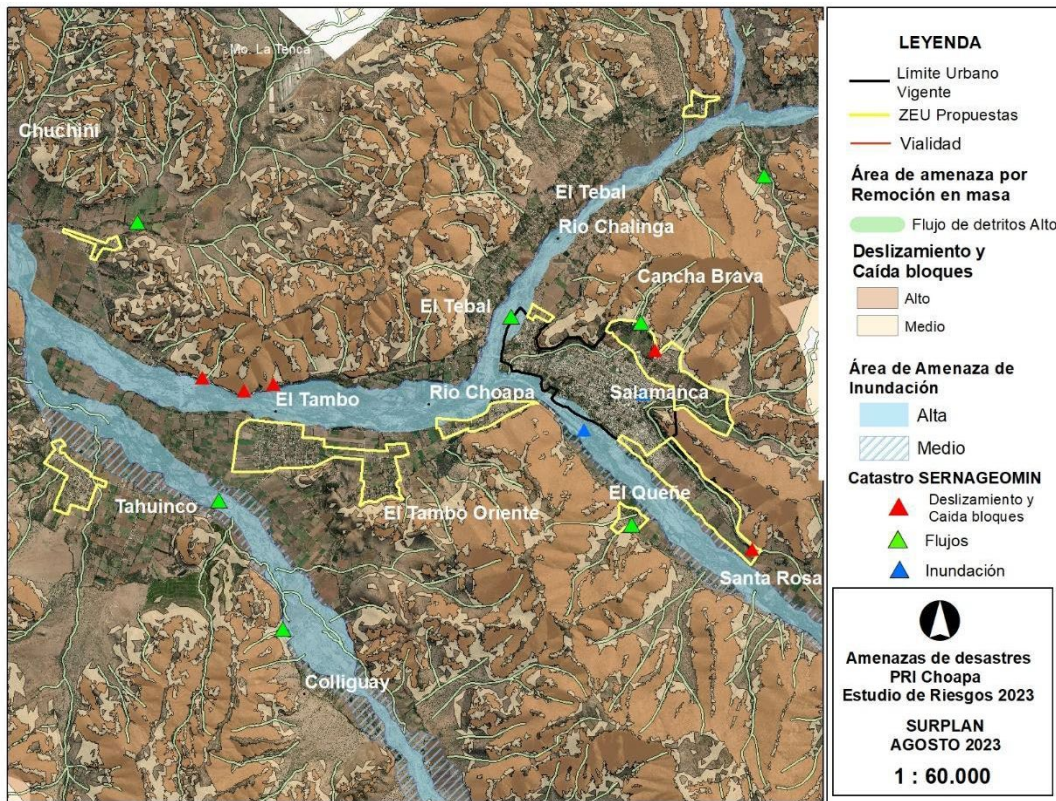 Mo. La Tenca
Chuchiñi
El Tebal
Río Chalinga
Cancha Brava
El Tebal
Río Choapa
Salamanca
El Tambo
El Queñe
Tahuinco
El Tambo Oriente
Santa Rosa
Colliguay
LEYENDA
Límite Urbano
Vigente
ZEU Propuestas
Vialidad
Área de amenaza por
Remoción en masa
Flujo de detritos Alto
Deslizamiento y
Caída bloques
Alto
Medio
Área de Amenaza de
Inundación
Alta
Medio
Catastro SERNAGEOMIN
Deslizamiento y
Caida bloques
Flujos
Inundación
Amenazas de desastres
PRI Choapa
Estudio de Riesgos 2023
SURPLAN
AGOSTO 2023
1 : 60.000